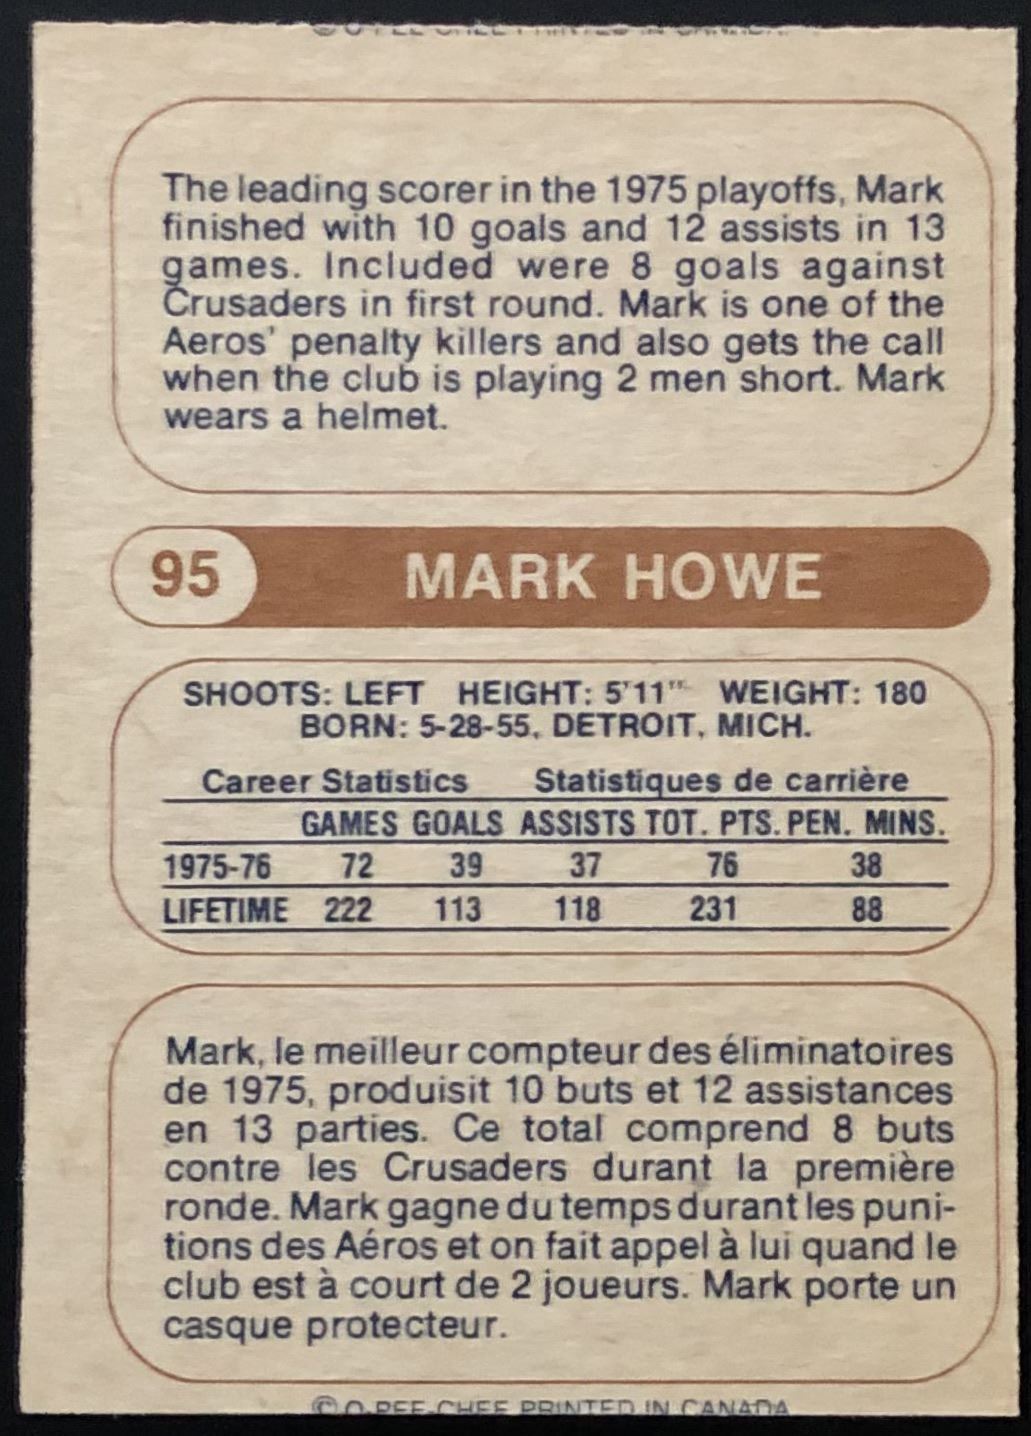 The leading scorer in the 1975 playoffs, Mark
finished with 10 goals and 12 assists in 13
games. Included were 8 goals against
Crusaders in first round. Mark is one of the
Aeros' penalty killers and also gets the call
when the club is playing 2 men short. Mark
wears a helmet.
95 MARK HOWE
SHOOTS: LEFT HEIGHT: 5'11" WEIGHT: 180
BORN: 5-28-55, DETROIT, MICH.
Career Statistics Statistiques de carrière
GAMES GOALS ASSISTS TOT. PTS. PEN. MINS.
1975-76 72 39 37 76 38
LIFETIME 222 113 118 231 88
Mark, le meilleur compteur des éliminatoires
de 1975, produisit 10 buts et 12 assistances
en 13 parties. Ce total comprend 8 buts
contre les Crusaders durant la première
ronde. Mark gagne du temps durant les puni-
tions des Aéros et on fait appel à lui quand le
club est à court de 2 joueurs. Mark porte un
casque protecteur.
© O-PEE-CHEE PRINTED IN CANADA